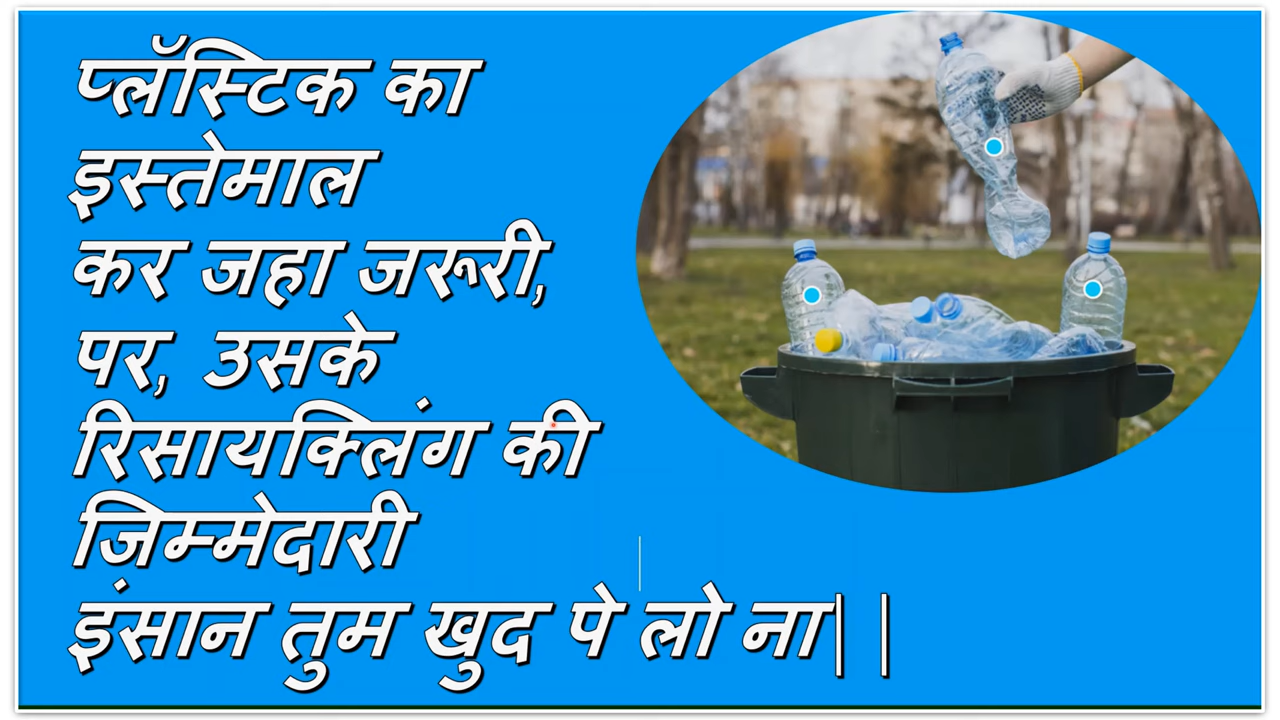 प्लॅस्टिक का
इस्तेमाल
कर जहा जरूरी,
पर, उसके
रिसायक्लिंग की
जिम्मेदारी
इंसान तुम खुद पे लो ना||